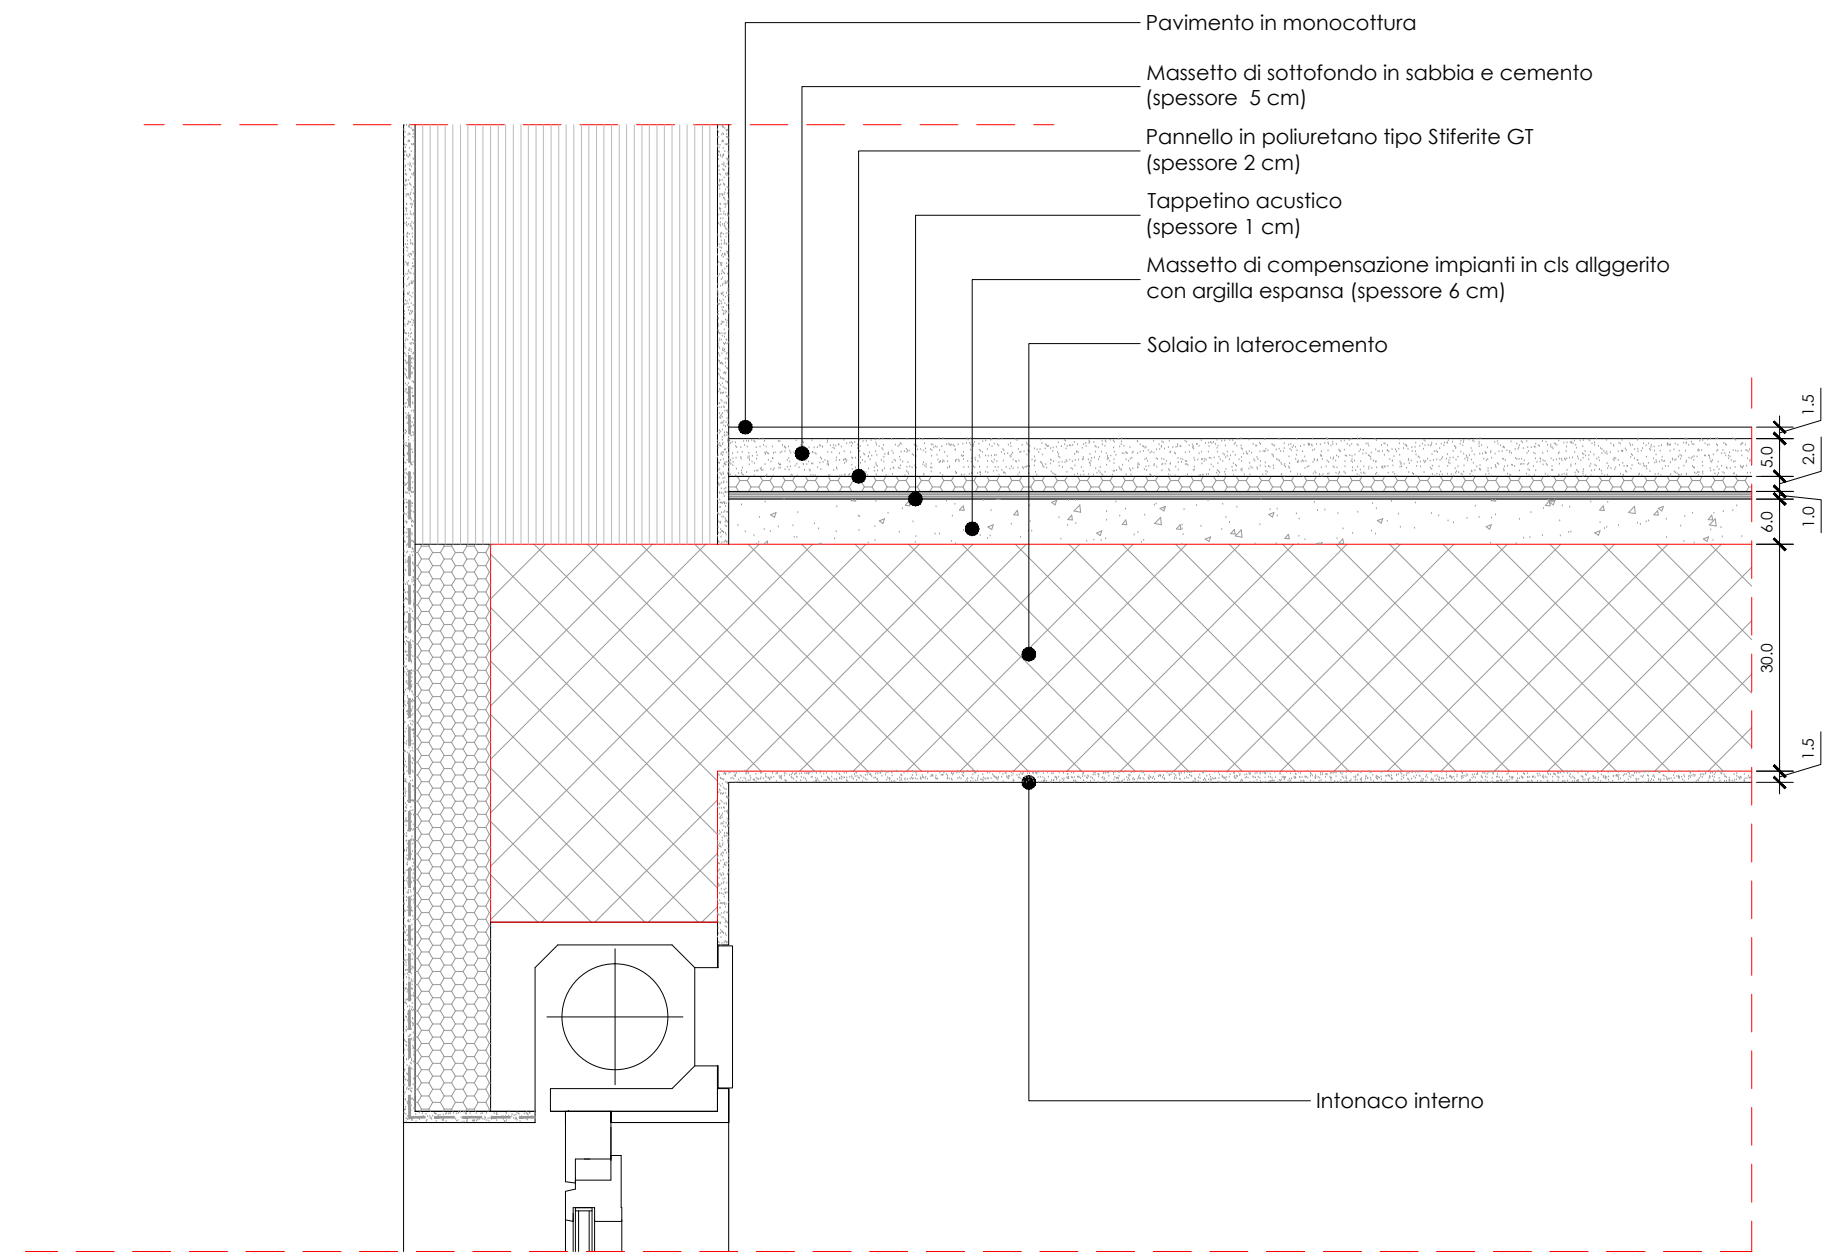 Pavimento in monocottura
Massetto di sottofondo in sabbia e cemento
(spessore 5 cm)
Pannello in poliuretano tipo Stiferite GT
(spessore 2 cm)
Tappetino acustico
(spessore 1 cm)
Massetto di compensazione impianti in cls allggerito
con argilla espansa (spessore 6 cm)
Solaio in laterocemento
1.5
5.0
2.0
1.0
6.0
30.0
1.5
Intonaco interno